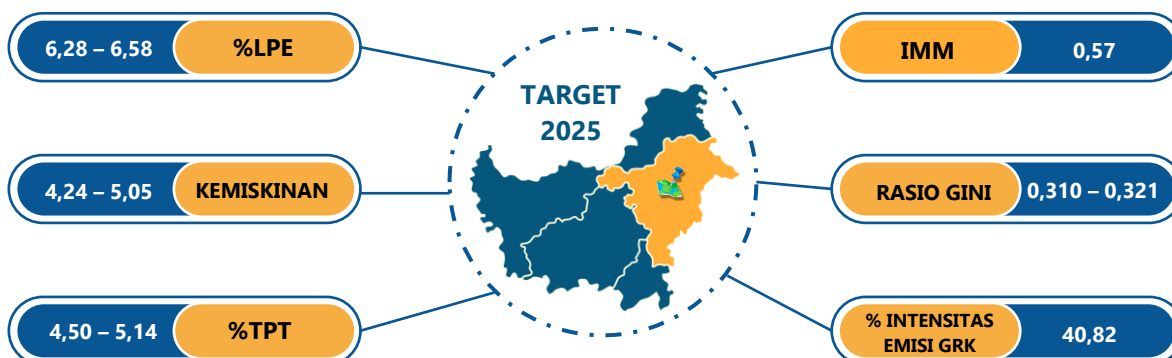 6,28 – 6,58 %LPE
IMM 0,57
TARGET
2025
4,24 – 5,05 KEMISKINAN
RASIO GINI 0,310 – 0,321
4,50 – 5,14 %TPT
% INTENSITAS
EMISI GRK
40,82